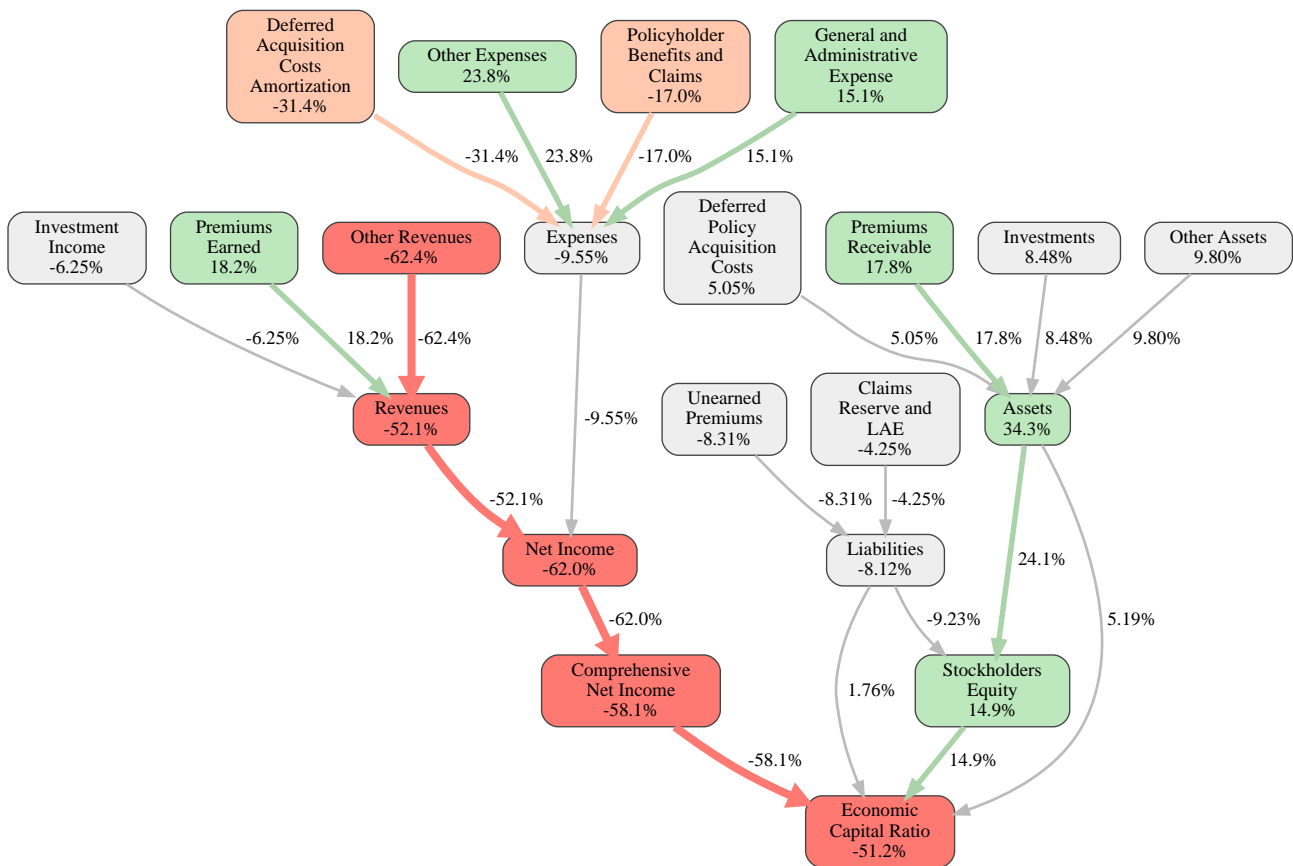 Deferred
Acquisition
Costs
Amortization
-31.4%
Other Expenses
23.8%
Policyholder
Benefits and
Claims
-17.0%
General and
Administrative
Expense
15.1%
-31.4%
23.8%
-17.0%
15.1%
Investment
Income
-6.25%
Premiums
Earned
18.2%
Other Revenues
-62.4%
Expenses
-9.55%
Deferred
Policy
Acquisition
Costs
5.05%
Premiums
Receivable
17.8%
Investments
8.48%
Other Assets
9.80%
-6.25%
18.2%
-62.4%
5.05%
17.8%
8.48%
9.80%
Revenues
-52.1%
-9.55%
Unearned
Premiums
-8.31%
Claims
Reserve and
LAE
-4.25%
Assets
34.3%
-52.1%
-8.31%
-4.25%
Net Income
-62.0%
Liabilities
-8.12%
24.1%
-62.0%
-9.23%
5.19%
Comprehensive
Net Income
-58.1%
1.76%
Stockholders
Equity
14.9%
-58.1%
14.9%
Economic
Capital Ratio
-51.2%